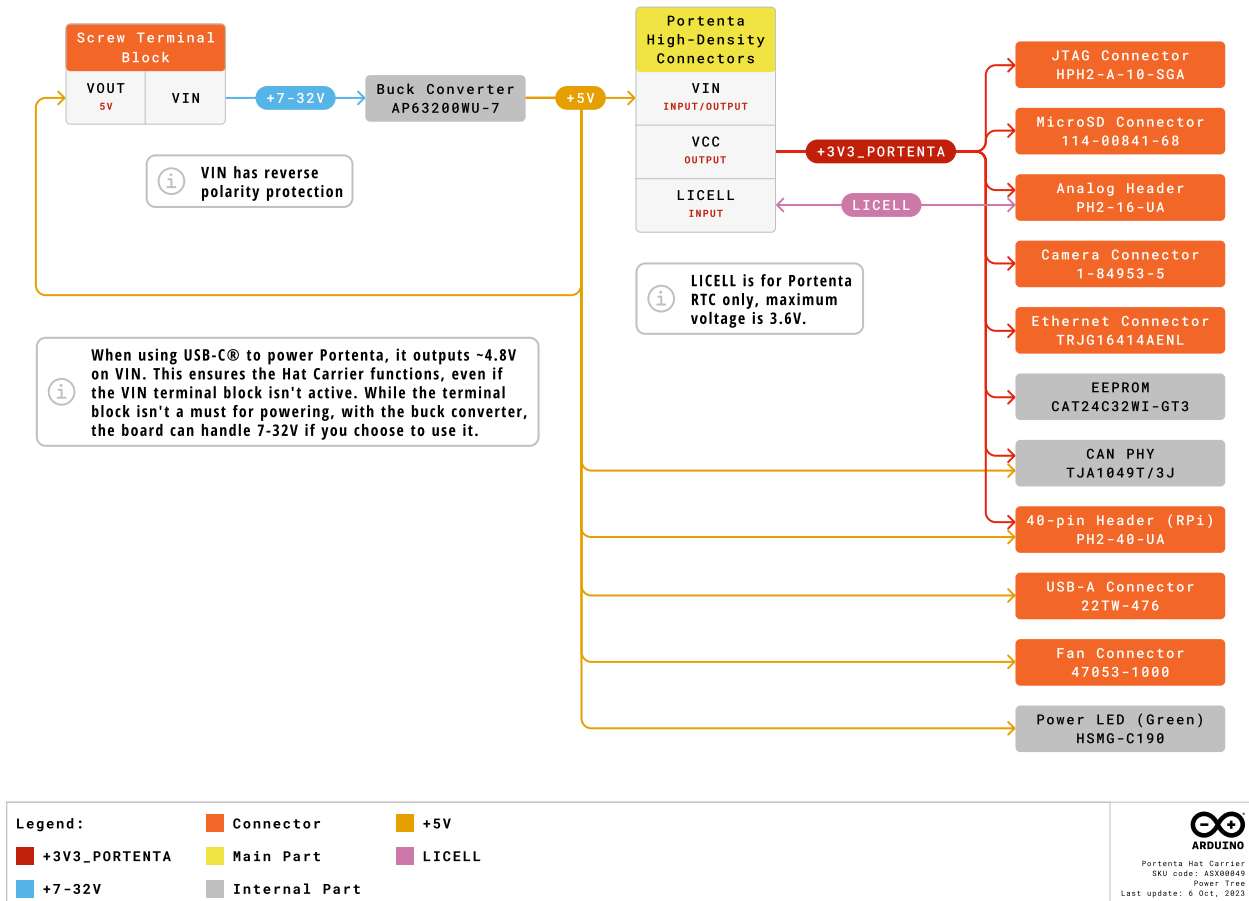 Screw Terminal
Block
VOUT
5V
VIN
+7-32V
Buck Converter
AP63200WU-7
+5V
Portenta
High-Density
Connectors
VIN
INPUT/OUTPUT
VCC
OUTPUT
LICELL
INPUT
+3V3_PORTENTA
LICELL
VIN has reverse
polarity protection
LICELL is for Portenta
RTC only, maximum
voltage is 3.6V.
When using USB-C® to power Portenta, it outputs ~4.8V
on VIN. This ensures the Hat Carrier functions, even if
the VIN terminal block isn't active. While the terminal
block isn't a must for powering, with the buck converter,
the board can handle 7-32V if you choose to use it.
JTAG Connector
HPH2-A-10-SGA
MicroSD Connector
114-00841-68
Analog Header
PH2-16-UA
Camera Connector
1-84953-5
Ethernet Connector
TRJG16414AENL
EEPROM
CAT24C32WI-GT3
CAN PHY
TJA1049T/3J
40-pin Header (RPi)
PH2-40-UA
USB-A Connector
22TW-476
Fan Connector
47053-1000
Power LED (Green)
HSMG-C190
Legend:
+3V3_PORTENTA
+7-32V
Connector
Main Part
Internal Part
+5V
LICELL
ARDUINO
Portenta Hat Carrier
SKU code: ASX00049
Power Tree
Last update: 6 Oct, 2023